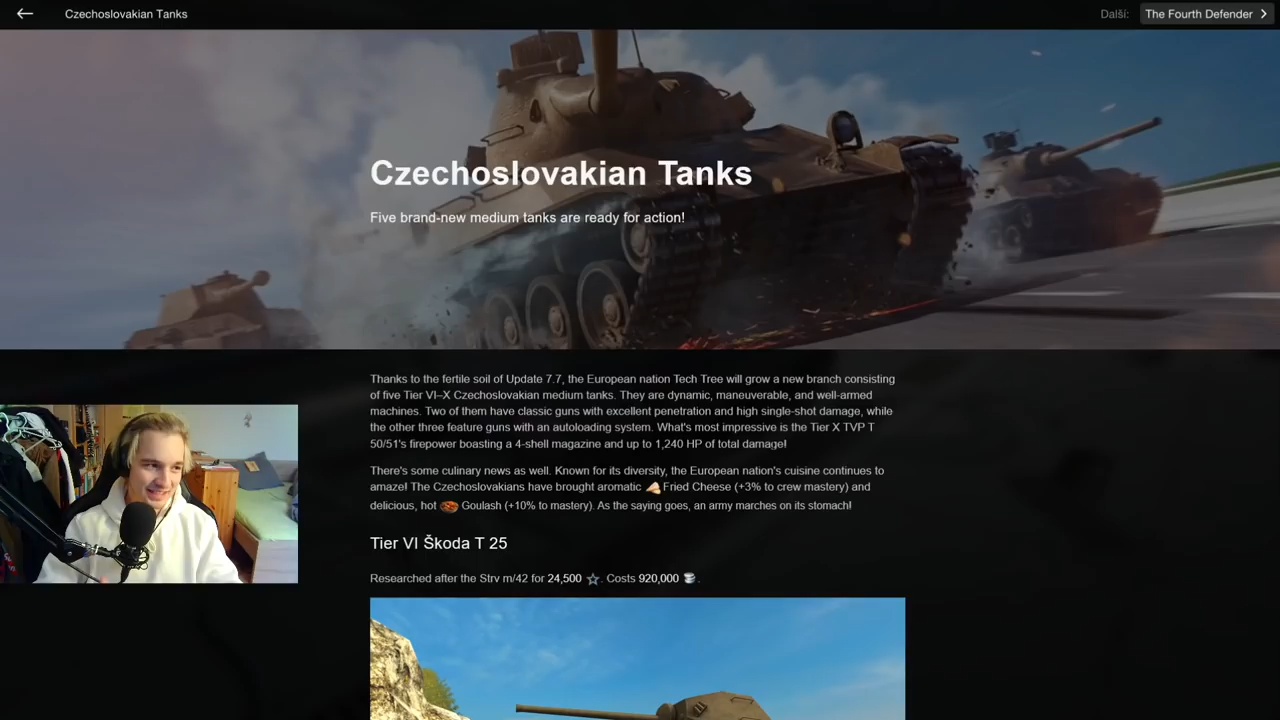 Czechoslovakian Tanks
Další:
The Fourth Defender
Czechoslovakian Tanks
Five brand-new medium tanks are ready for action!
Thanks to the fertile soil of Update 7.7, the European nation Tech Tree will grow a new branch consisting
of five Tier VI–X Czechoslovakian medium tanks. They are dynamic, maneuverable, and well-armed
machines. Two of them have classic guns with excellent penetration and high single-shot damage, while
the other three feature guns with an autoloading system. What's most impressive is the Tier X TVP T
50/51's firepower boasting a 4-shell magazine and up to 1,240 HP of total damage!
There's some culinary news as well. Known for its diversity, the European nation's cuisine continues to
amaze! The Czechoslovakians have brought aromatic Fried Cheese (+3% to crew mastery) and
delicious, hot Goulash (+10% to mastery). As the saying goes, an army marches on its stomach!
Tier VI Škoda T 25
Researched after the Strv m/42 for 24,500 . Costs 920,000 .